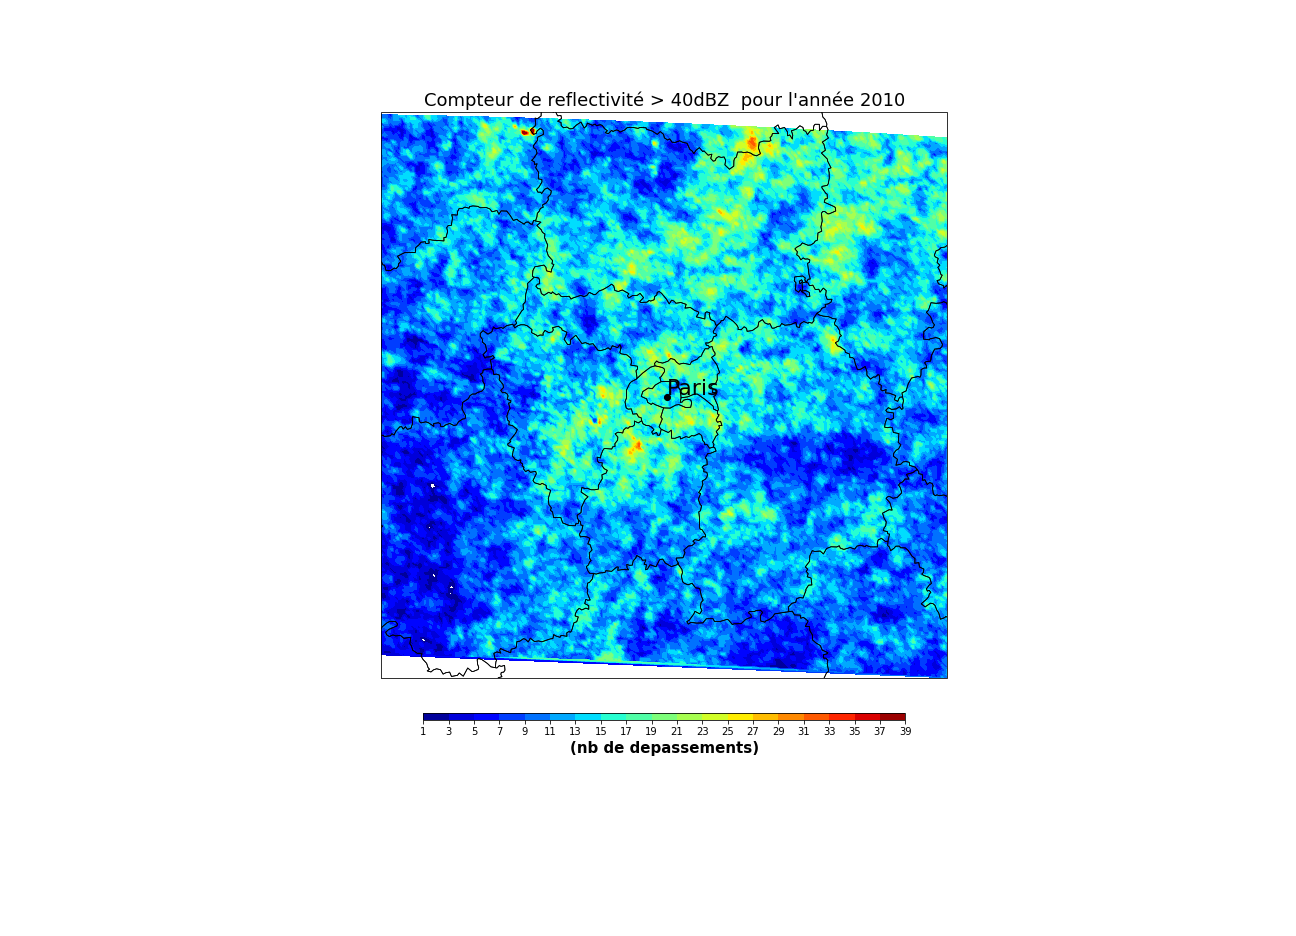 Compteur de reflectivité > 40dBZ  pour l'année 2010
Paris
1 3 5 7 9 11 13 15 17 19 21 23 25 27 29 31 33 35 37 39
(nb de depassements)